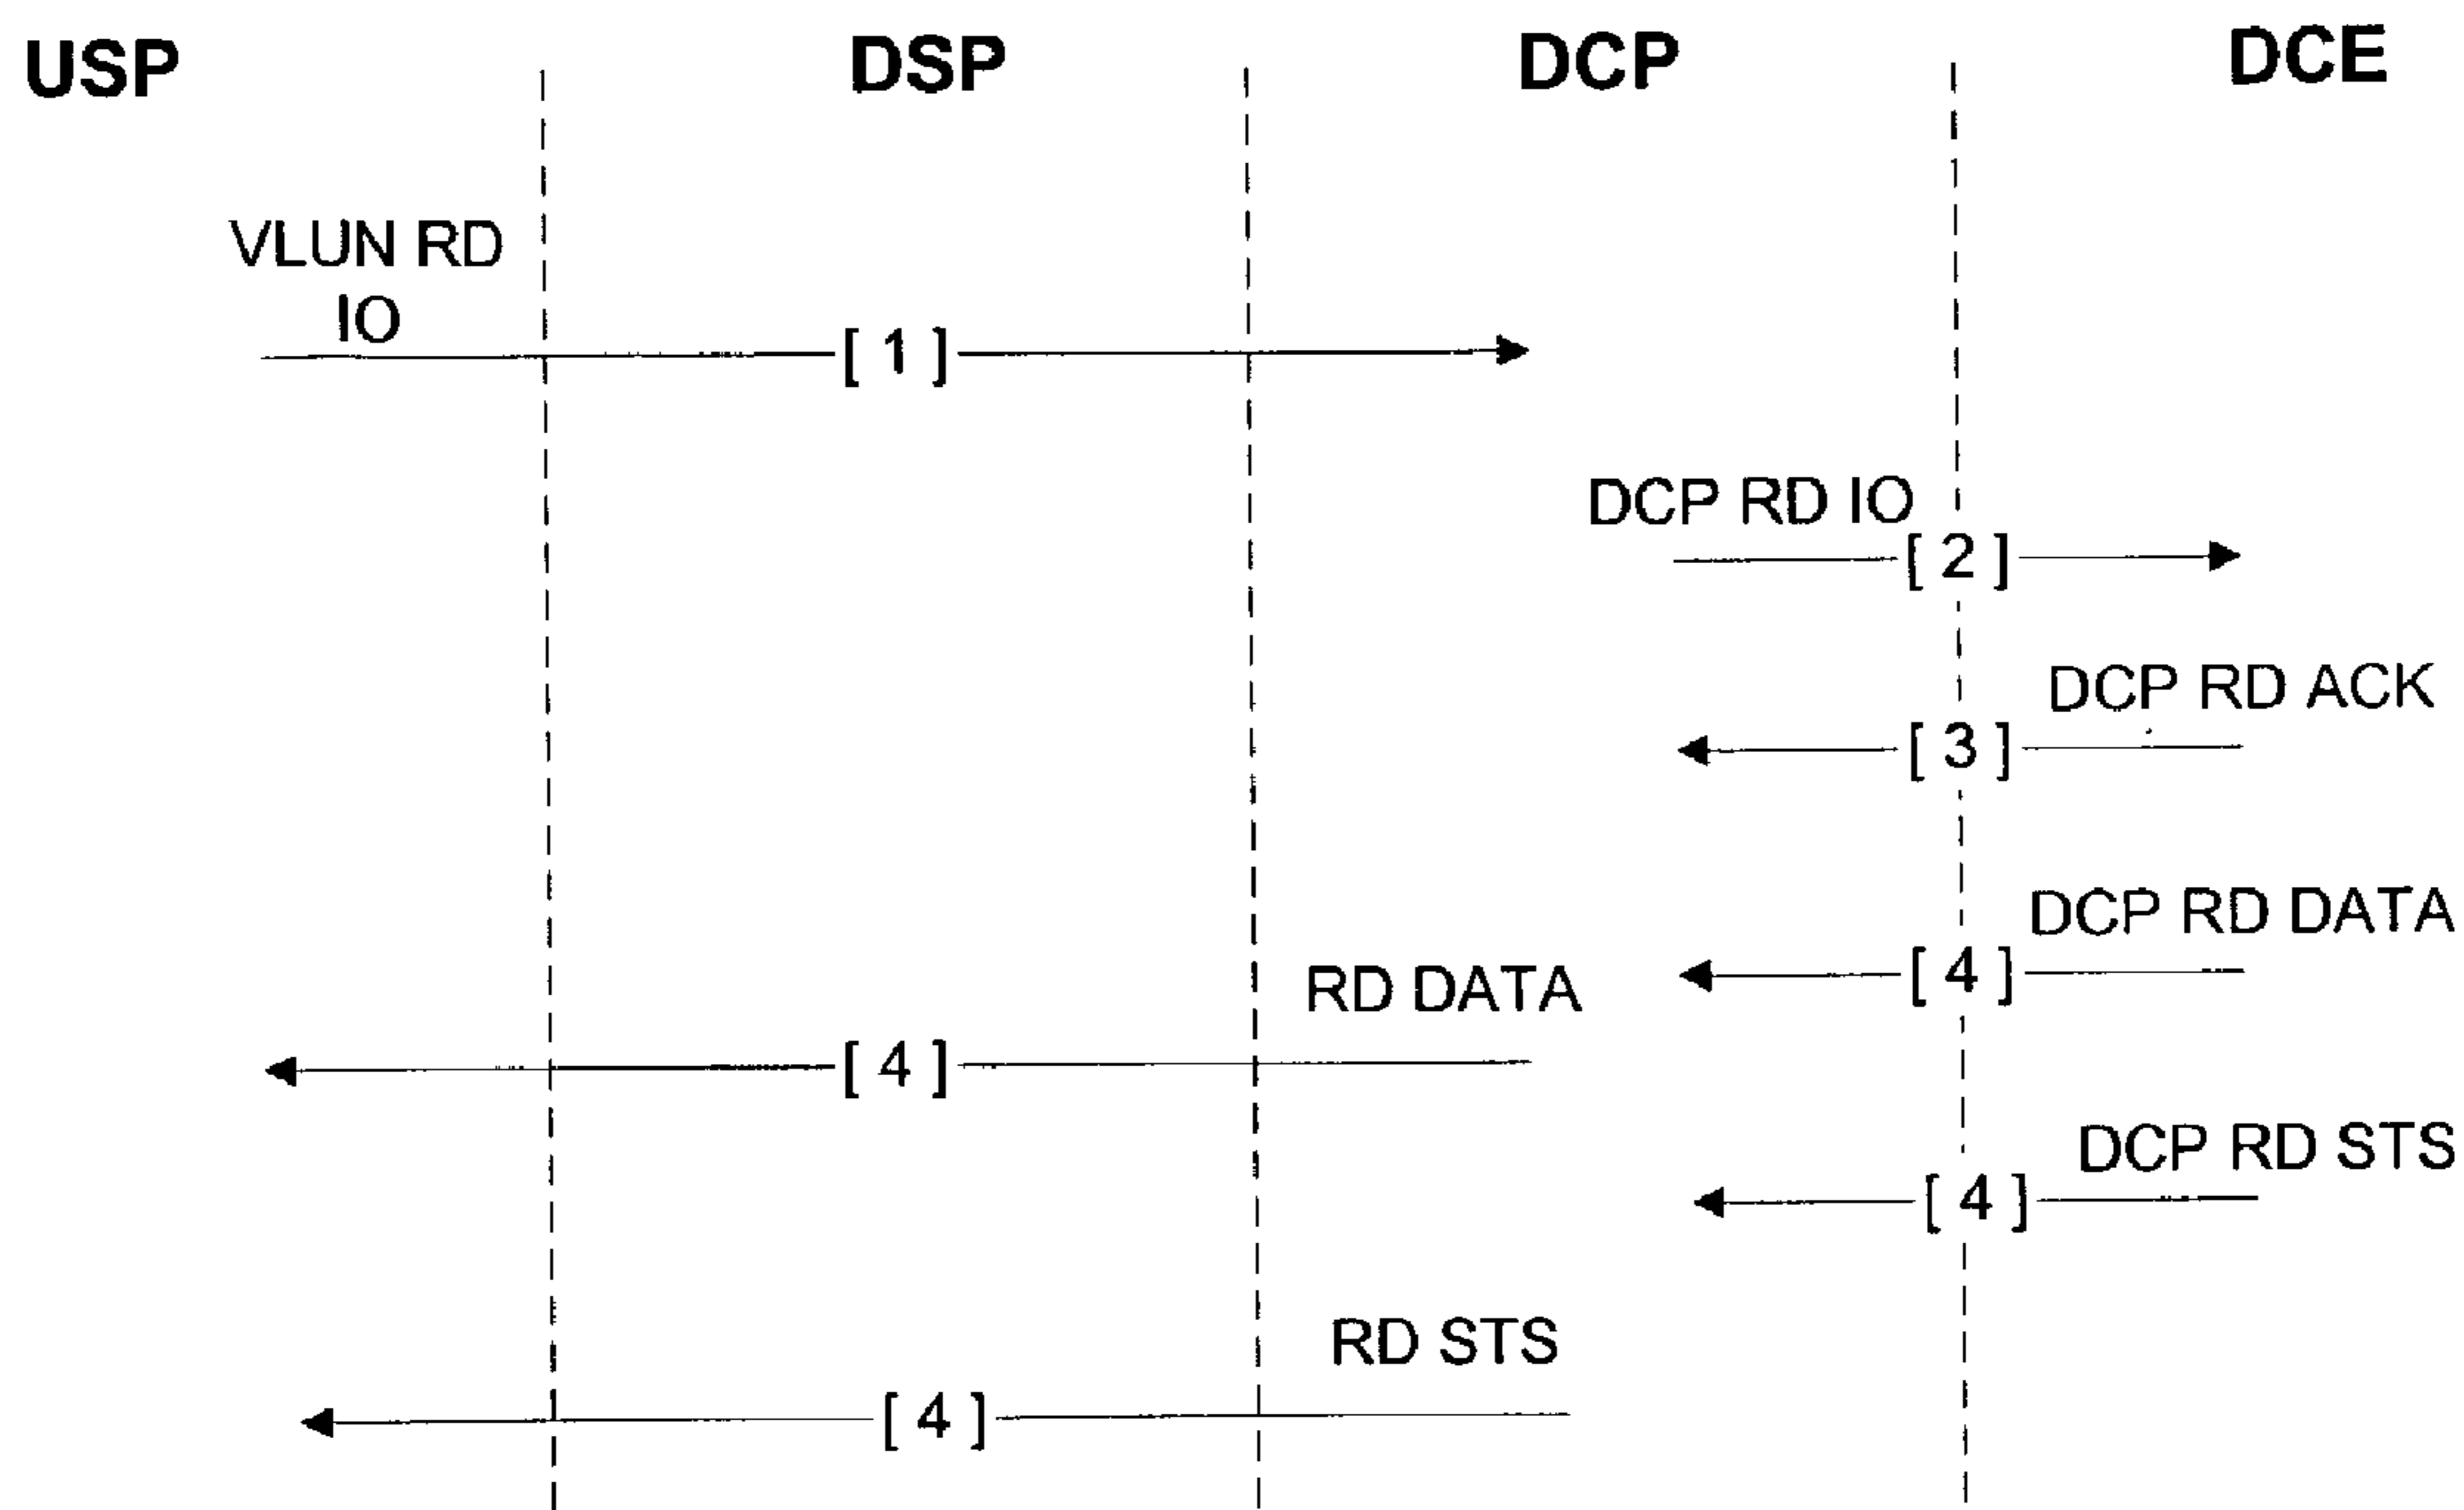 USP DSP DCP DCE
VLUN RD
IO
[ 1 ]
DCP RD IO
[ 2 ]
DCP RD ACK
[ 3 ]
DCP RD DATA
[ 4 ]
RD DATA
[ 4 ]
DCP RD STS
[ 4 ]
RD STS
[ 4 ]